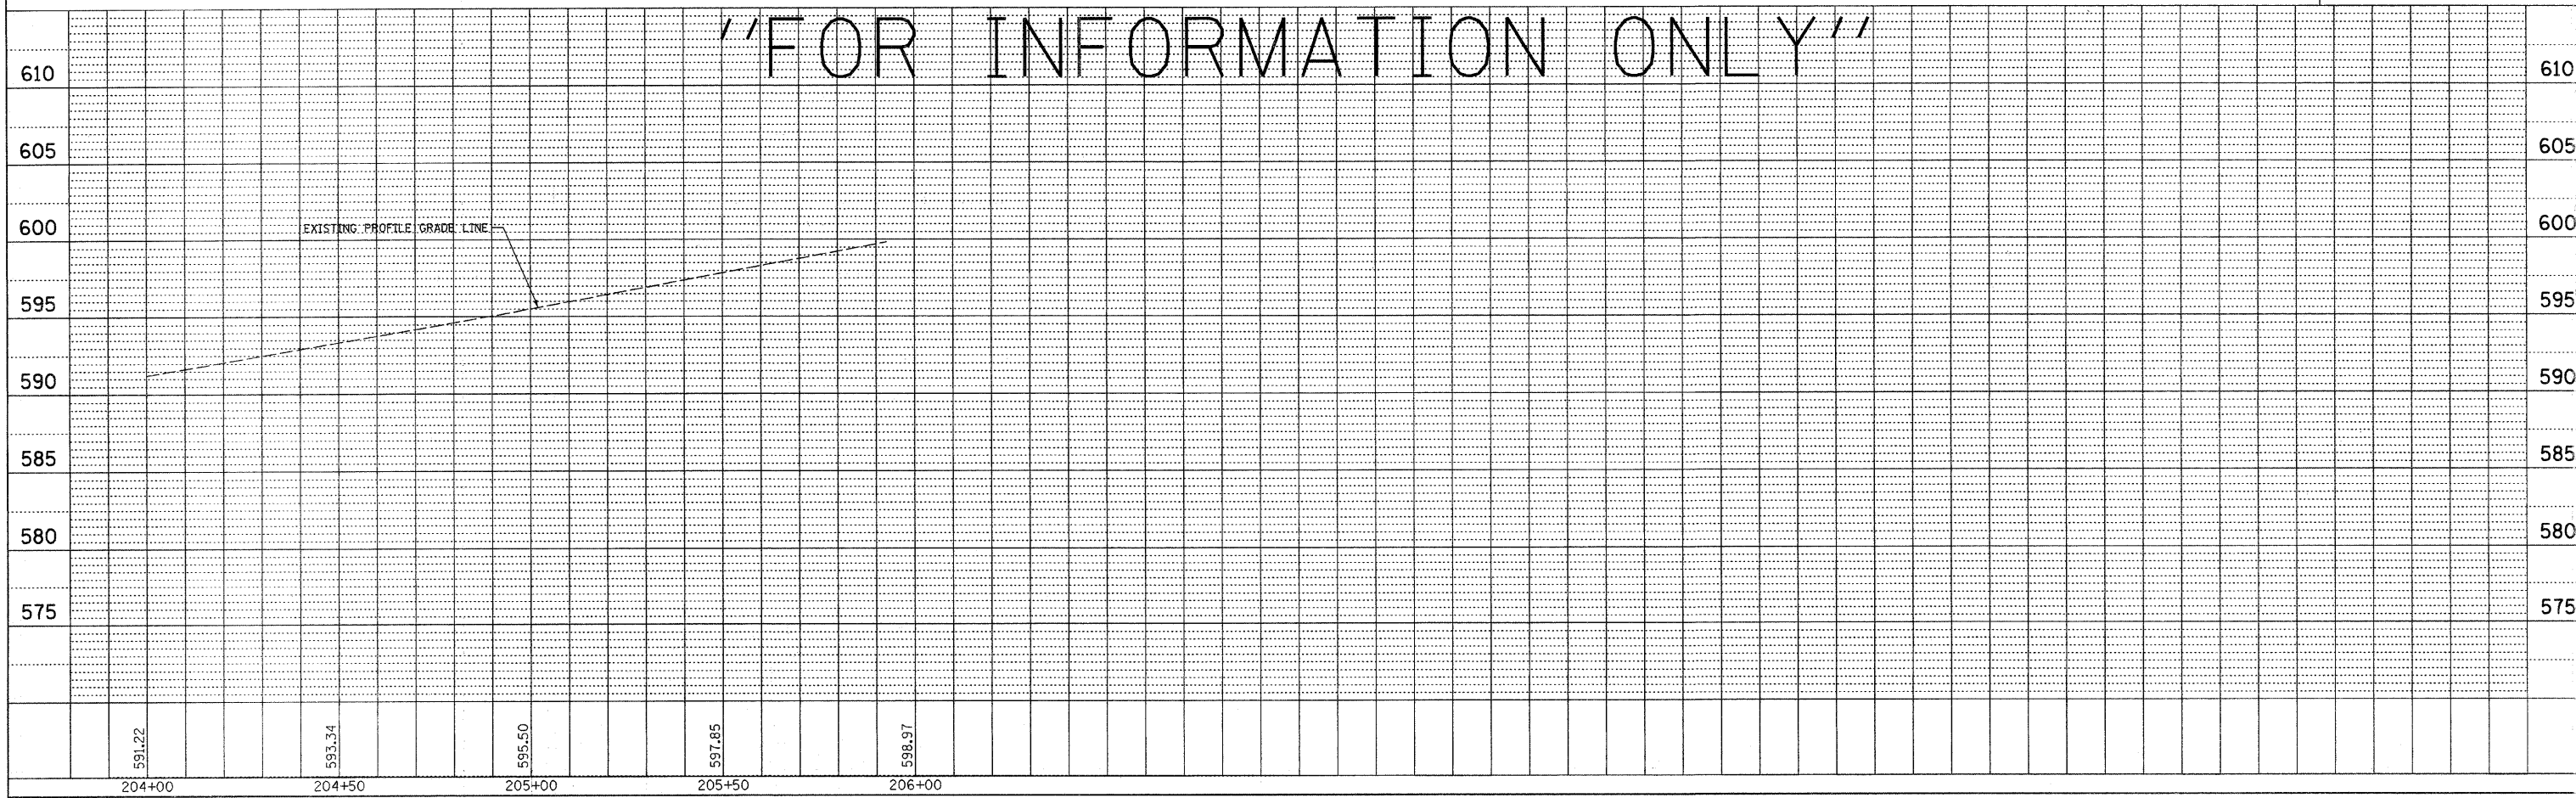 ''FOR INFORMATION ONLY''
610 610
605 605
600 600
EXISTING PROFILE GRADE LINE
595 595
590 590
585 585
580 580
575 575
591.22 593.34 595.50 597.85 598.97
204+00 204+50 205+00 205+50 206+00